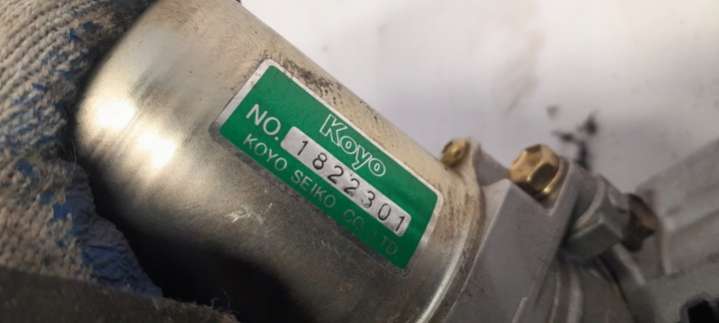 Koyo
NO. 1822301
KOYO SEIKO CO., LTD